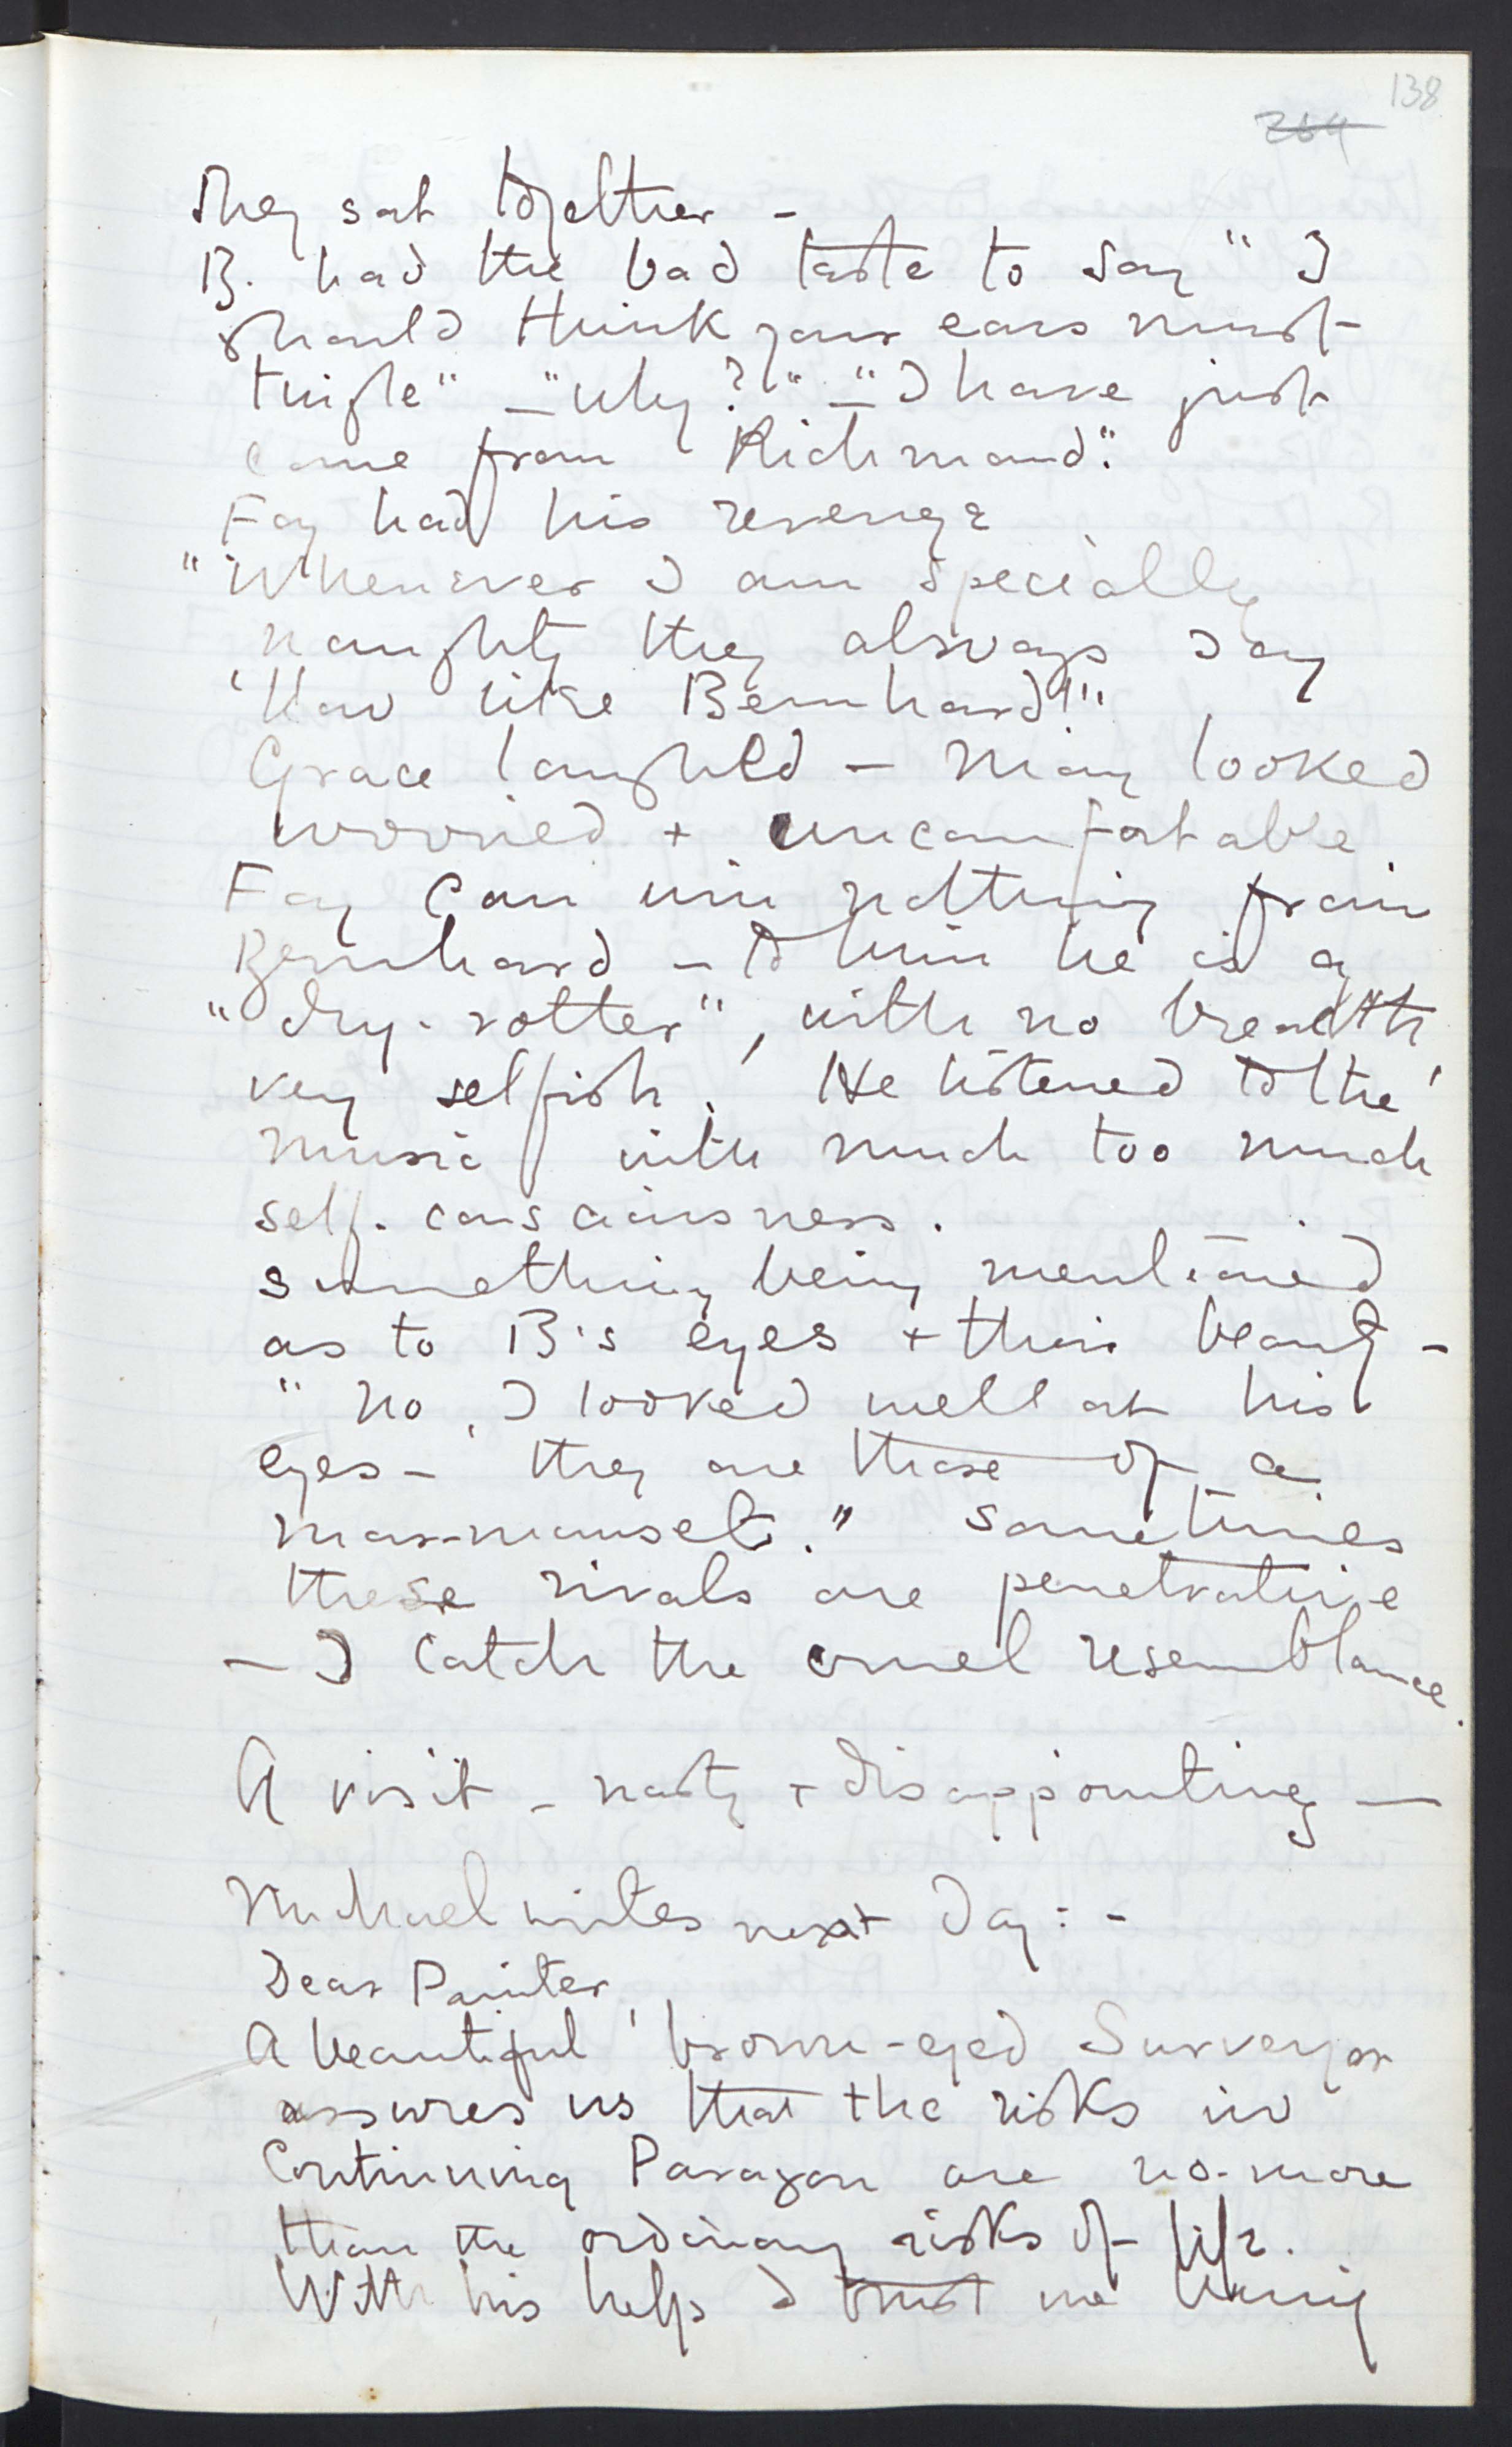 138
264
They sat together -
B. had the bad taste to say "I
should think your ears must
tingle" - "Why?" - "I have just
come from Richmond."
Fay had his revenge
"Whenever I am specially
naughty they always say
'How like Bernhard!'"
Grace laughed - May looked
worried + uncomfortable.
Fay can win nothing from
Bernhard - to him he is a
"dry-rotter", with no breadth,
very selfish. He listened to the
music with much too much
self-consciousness.
Something being mentioned
as to B's eyes + their beauty -
"No, I looked well at his
eyes - they are those of a
marmouset." Sometimes
these rivals are penetrative
- I catch the cruel resemblance.
A visit - nasty + disappointing -
Michael writes next day: -
Dear Painter,
A beautiful brown-eyed Surveyor
assures us that the risks in
Continuing Paragon are no-more
than the ordinary risks of life.
With his help I trust we bring